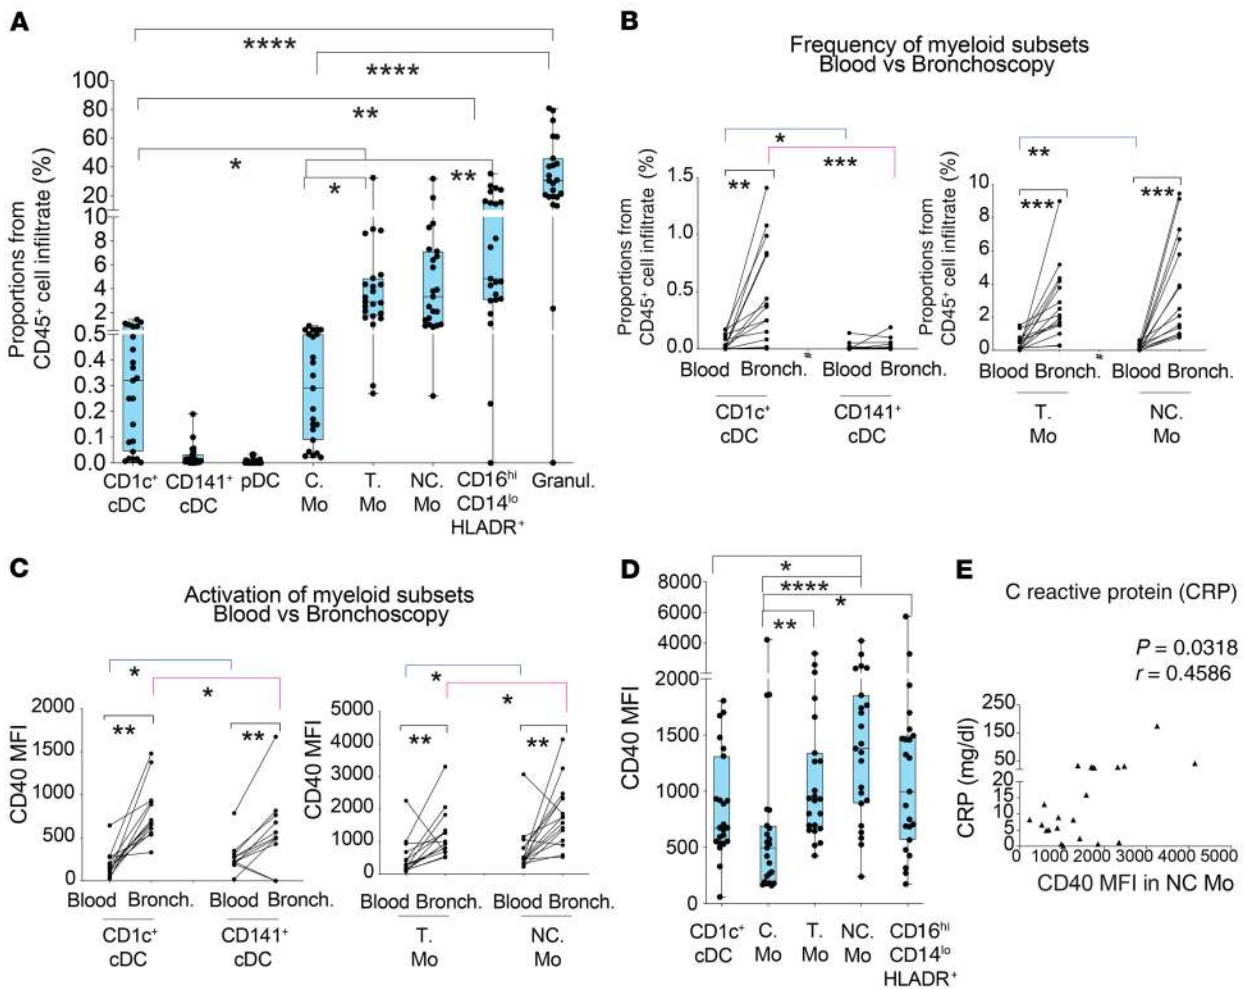 A
****
****
**
*
**
*
Proportions from
CD45+ cell infiltrate (%)
100
80
60
40
20
10
8
6
4
2
0.5
0.4
0.3
0.2
0.1
0.0
CD1c+
cDC
CD141+
cDC
pDC
C.
Mo
T.
Mo
NC.
Mo
CD16hi
CD14lo
HLADR+
Granul.
B
Frequency of myeloid subsets
Blood vs Bronchoscopy
*
***
**
Proportions from
CD45+ cell infiltrate (%)
1.5
1.0
0.5
0.0
Blood Bronch.
#
Blood Bronch.
CD1c+
cDC
CD141+
cDC
**
***
***
Proportions from
CD45+ cell infiltrate (%)
10
8
6
4
2
0
Blood Bronch.
#
Blood Bronch.
T.
Mo
NC.
Mo
C
Activation of myeloid subsets
Blood vs Bronchoscopy
*
*
**
**
CD40 MFI
2000
1500
1000
500
0
Blood Bronch.
Blood Bronch.
CD1c+
cDC
CD141+
cDC
*
*
**
**
CD40 MFI
5000
4000
3000
2000
1000
0
Blood Bronch.
Blood Bronch.
T.
Mo
NC.
Mo
D
*
****
*
**
CD40 MFI
8000
6000
4000
2000
1500
1000
500
0
CD1c+
cDC
C.
Mo
T.
Mo
NC.
Mo
CD16hi
CD14lo
HLADR+
E
C reactive protein (CRP)
P = 0.0318
r = 0.4586
CRP (mg/dl)
250
150
50
20
15
10
5
0
0 1000 2000 3000 4000 5000
CD40 MFI in NC Mo